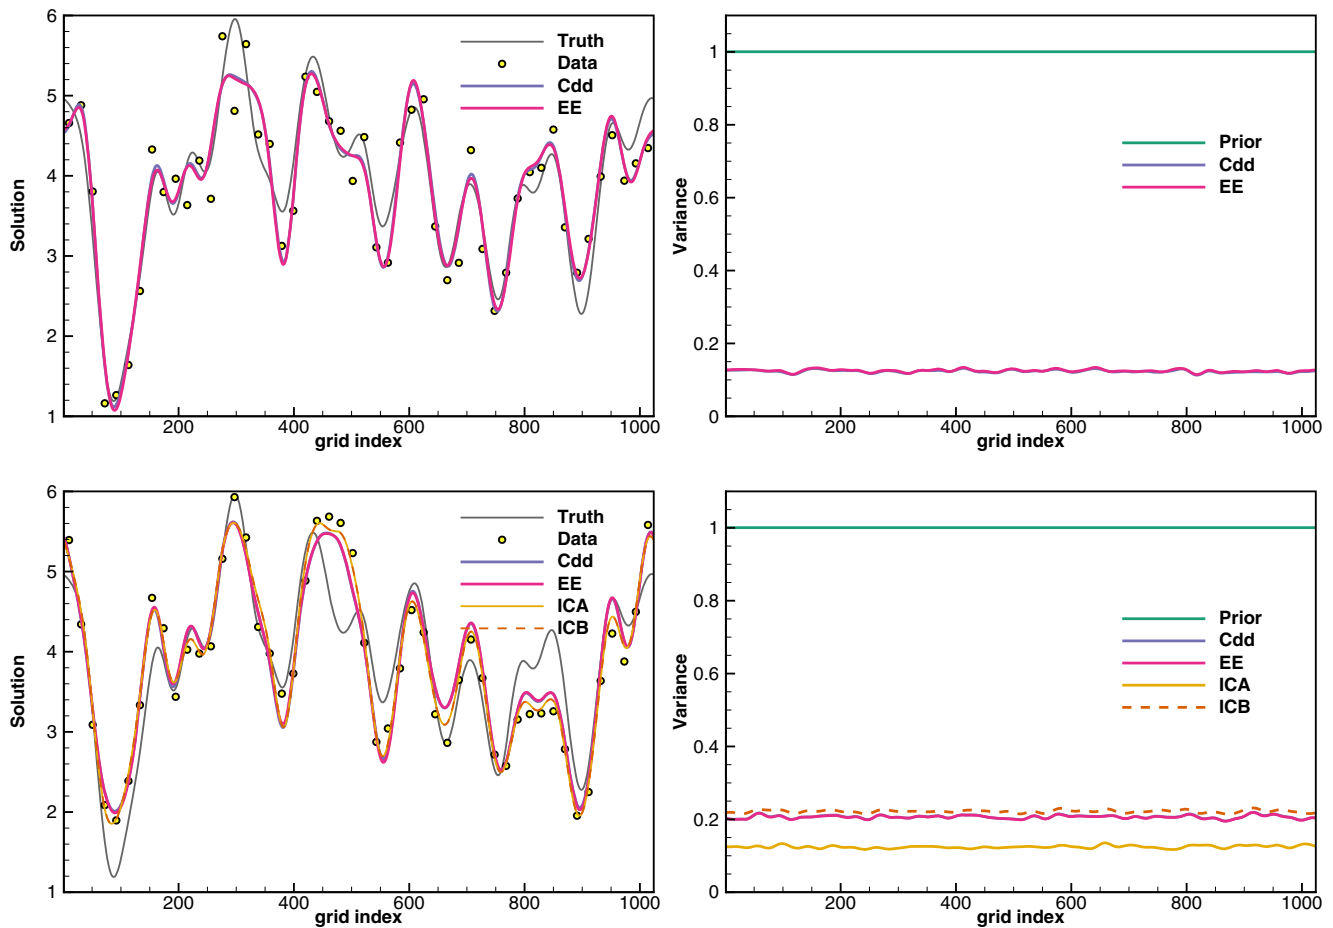 6
5
4
3
2
1
Solution
200
400
600
800
1000
grid index
Truth
Data
Cdd
EE
1
0.8
0.6
0.4
0.2
0
Variance
200
400
600
800
1000
grid index
Prior
Cdd
EE
6
5
4
3
2
1
Solution
200
400
600
800
1000
grid index
Truth
Data
Cdd
EE
ICA
ICB
1
0.8
0.6
0.4
0.2
0
Variance
200
400
600
800
1000
grid index
Prior
Cdd
EE
ICA
ICB